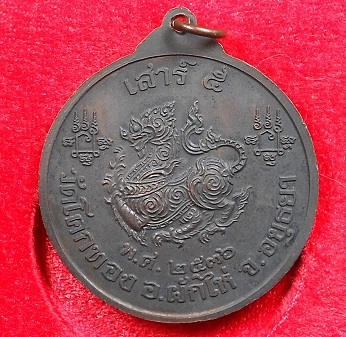 เสาร์ ๕
พ.ศ. ๒๕๓๖
วัดโคกทอง อ.ผักไห่ จ.อยุธยา